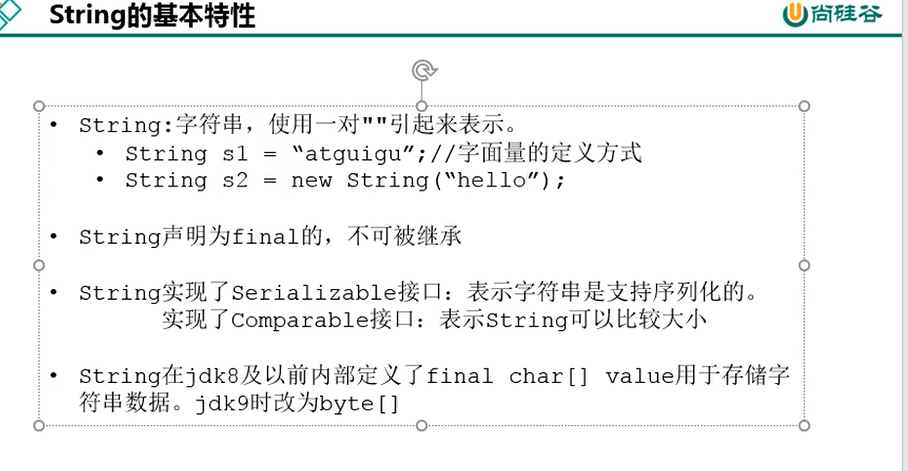 String的基本特性
尚硅谷
• String:字符串，使用一对""引起来表示。
• String s1 = “atguigu”;//字面量的定义方式
• String s2 = new String(“hello”);
• String声明为final的，不可被继承
• String实现了Serializable接口：表示字符串是支持序列化的。
实现了Comparable接口：表示String可以比较大小
• String在jdk8及以前内部定义了final char[] value用于存储字
符串数据。jdk9时改为byte[]